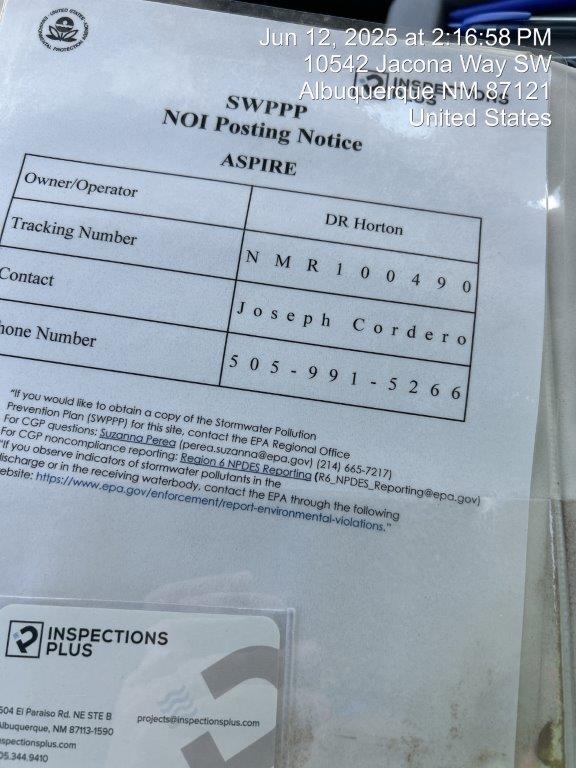 Jun 12, 2025 at 2:16:58 PM
10542 Jacona Way SW
Albuquerque NM 87121
United States
INSPECTIONS
PLUS
SWPPP
NOI Posting Notice
ASPIRE
Owner/Operator DR Horton
Tracking Number N M R 1 0 0 4 9 0
Contact J o s e p h C o r d e r o
hone Number 5 0 5 - 9 9 1 - 5 2 6 6
"If you would like to obtain a copy of the Stormwater Pollution
Prevention Plan (SWPPP) for this site, contact the EPA Regional Office
For CGP questions: Suzanna Perea (perea.suzanna@epa.gov) (214) 665-7217)
For CGP noncompliance reporting: Region 6 NPDES Reporting (R6_NPDES_Reporting@epa.gov)
"If you observe indicators of stormwater pollutants in the
discharge or in the receiving waterbody, contact the EPA through the following
ebsite: https://www.epa.gov/enforcement/report-environmental-violations."
INSPECTIONS
PLUS
504 El Paraiso Rd. NE STE B
Albuquerque, NM 87113-1590
nspectionsplus.com
05.344.9410
projects@inspectionsplus.com